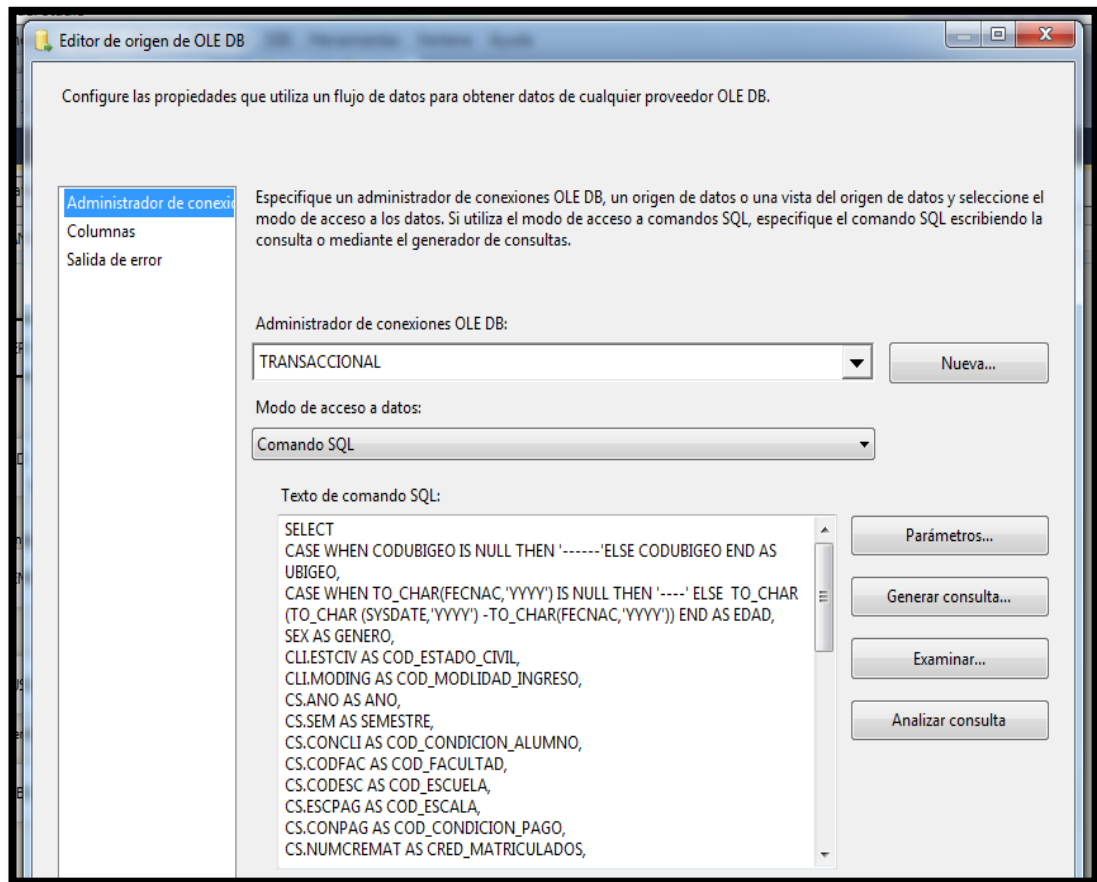 Editor de origen de OLE DB
Herramientas Ventana Ayuda
Configure las propiedades que utiliza un flujo de datos para obtener datos de cualquier proveedor OLE DB.
Administrador de conexio
Columnas
Salida de error
Especifique un administrador de conexiones OLE DB, un origen de datos o una vista del origen de datos y seleccione el
modo de acceso a los datos. Si utiliza el modo de acceso a comandos SQL, especifique el comando SQL escribiendo la
consulta o mediante el generador de consultas.
Administrador de conexiones OLE DB:
TRANSACCIONAL
Nueva...
Modo de acceso a datos:
Comando SQL
Texto de comando SQL:
SELECT
CASE WHEN CODUBIGEO IS NULL THEN '------'ELSE CODUBIGEO END AS
UBIGEO,
CASE WHEN TO_CHAR(FECNAC,'YYYY') IS NULL THEN '----' ELSE  TO_CHAR
(TO_CHAR (SYSDATE,'YYYY') -TO_CHAR(FECNAC,'YYYY')) END AS EDAD,
SEX AS GENERO,
CLI.ESTCIV AS COD_ESTADO_CIVIL,
CLI.MODING AS COD_MODLIDAD_INGRESO,
CS.ANO AS ANO,
CS.SEM AS SEMESTRE,
CS.CONCLI AS COD_CONDICION_ALUMNO,
CS.CODFAC AS COD_FACULTAD,
CS.CODESC AS COD_ESCUELA,
CS.ESCPAG AS COD_ESCALA,
CS.CONPAG AS COD_CONDICION_PAGO,
CS.NUMCREMAT AS CRED_MATRICULADOS,
Parámetros...
Generar consulta...
Examinar...
Analizar consulta